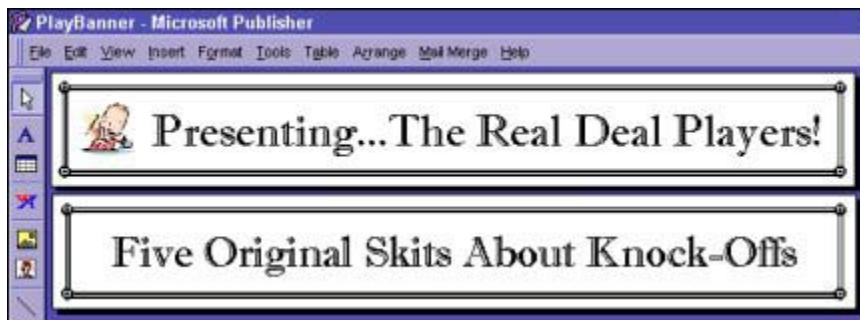 PlayBanner - Microsoft Publisher
File Edit View Insert Format Tools Table Arrange Mail Merge Help
Presenting...The Real Deal Players!
Five Original Skits About Knock-Offs